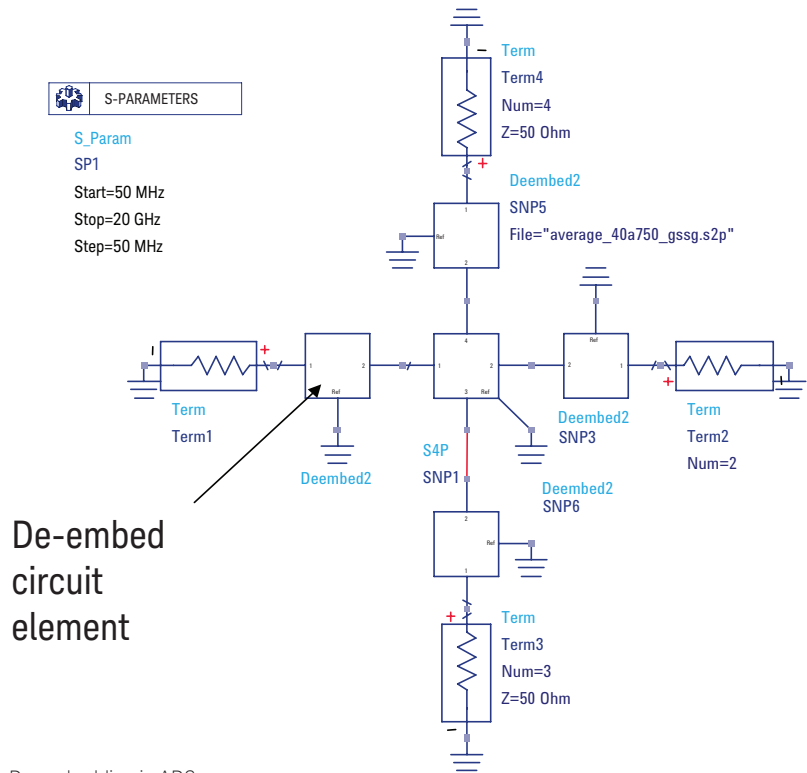 Term
Term4
Num=4
Z=50 Ohm
S-PARAMETERS
S_Param
SP1
Start=50 MHz
Stop=20 GHz
Step=50 MHz
Deembed2
SNP5
File="average_40a750_gssg.s2p"
1
Ref
2
Ref
4
1
2
1
2
2
1
Ref
3
Ref
Term
Term1
Deembed2
S4P
SNP1
Deembed2
SNP3
Term
Term2
Num=2
Deembed2
SNP6
2
Ref
1
De-embed
circuit
element
Term
Term3
Num=3
Z=50 Ohm